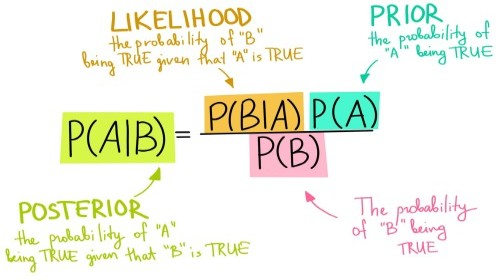 LIKELIHOOD
the probability of "B"
being TRUE given that "A" is TRUE
PRIOR
the probability of
"A" being TRUE
P(A|B) = P(B|A) P(A)
P(B)
POSTERIOR
the probability of "A"
being TRUE given that "B" is TRUE
The probability
of "B" being
TRUE